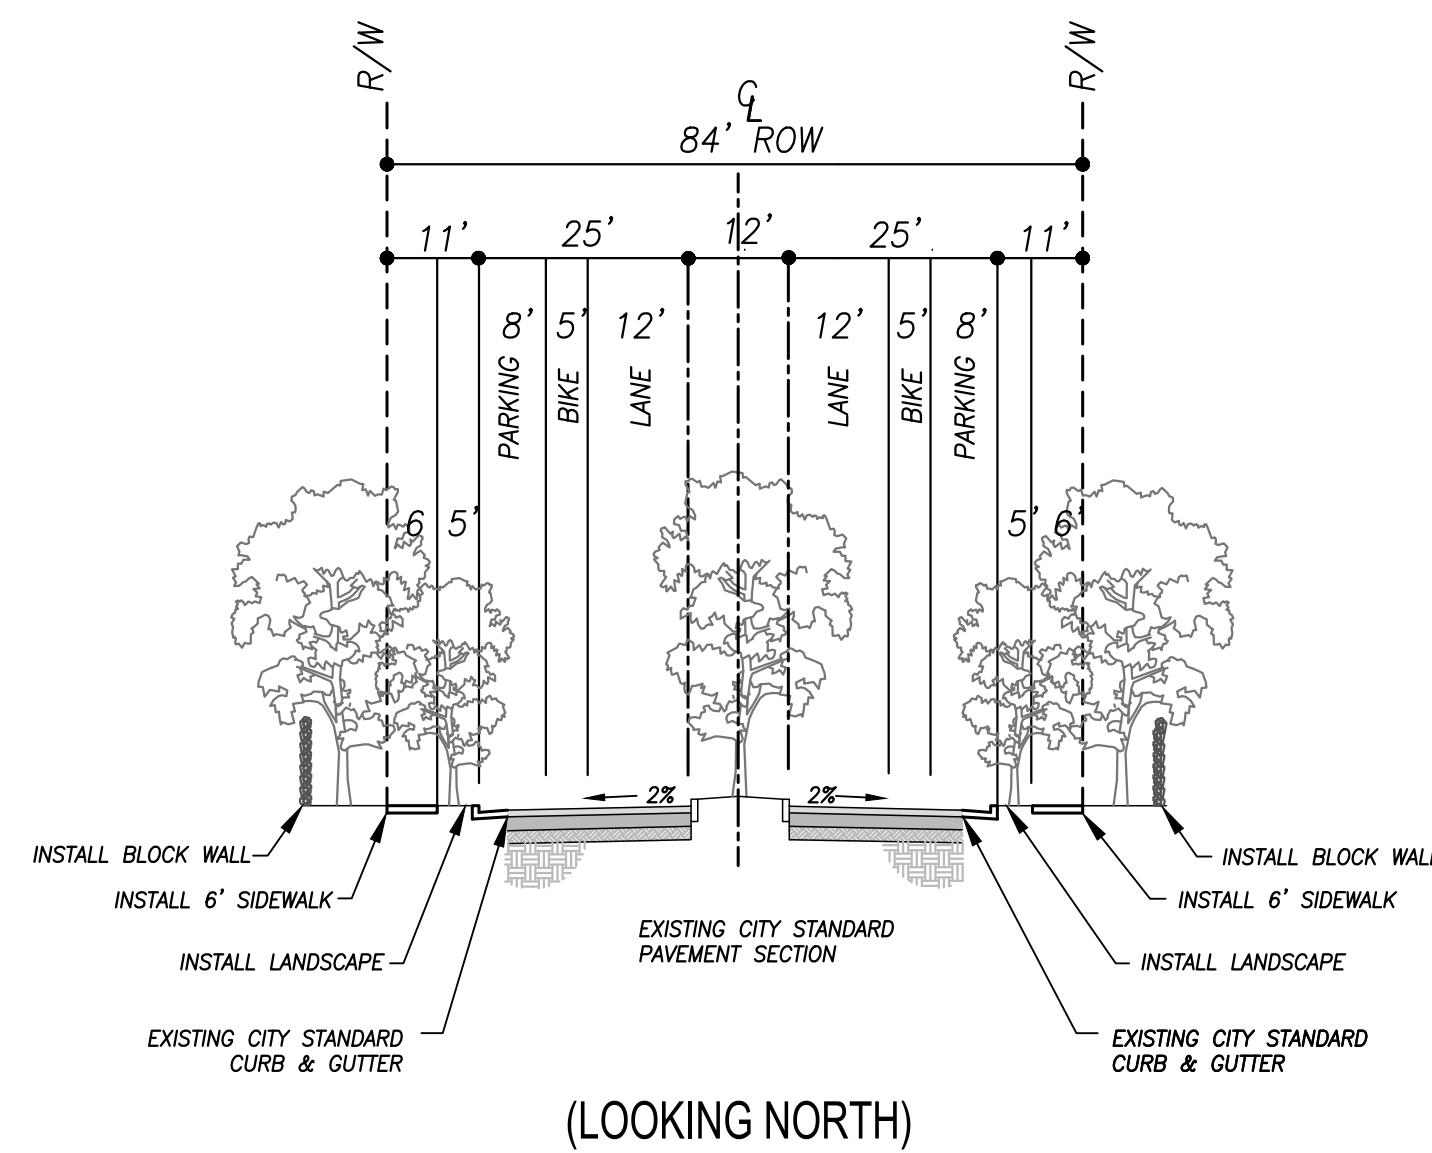 R/W
R/W
℄
84' ROW
11'
25'
12'
25'
11'
8'
5'
12'
12'
5'
8'
PARKING
BIKE
LANE
LANE
BIKE
PARKING
6
5'
5'
6'
2%
2%
INSTALL BLOCK WALL
INSTALL 6' SIDEWALK
INSTALL LANDSCAPE
EXISTING CITY STANDARD
CURB & GUTTER
EXISTING CITY STANDARD
PAVEMENT SECTION
INSTALL BLOCK WALL
INSTALL 6' SIDEWALK
INSTALL LANDSCAPE
EXISTING CITY STANDARD
CURB & GUTTER
(LOOKING NORTH)